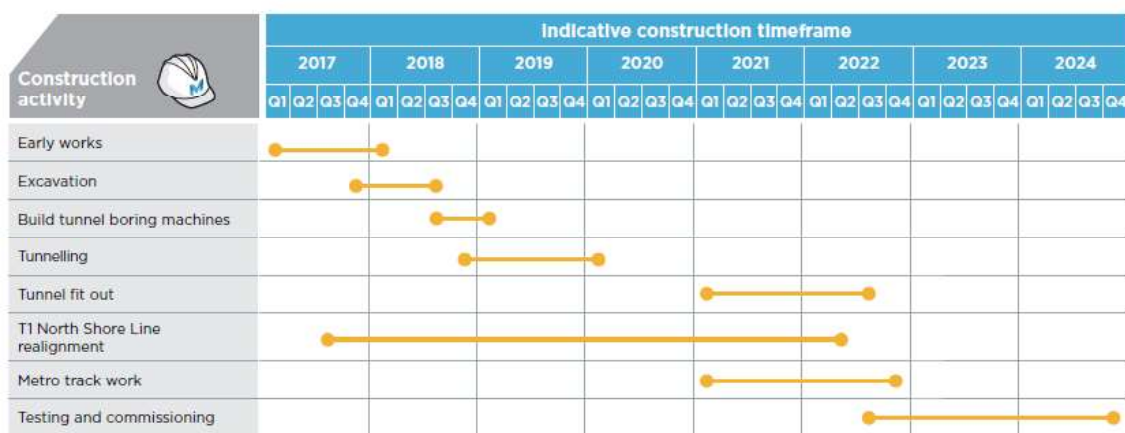 Indicative construction timeframe
Construction
activity
2017 2018 2019 2020 2021 2022 2023 2024
Q1 Q2 Q3 Q4 Q1 Q2 Q3 Q4 Q1 Q2 Q3 Q4 Q1 Q2 Q3 Q4 Q1 Q2 Q3 Q4 Q1 Q2 Q3 Q4 Q1 Q2 Q3 Q4 Q1 Q2 Q3 Q4
Early works
Excavation
Build tunnel boring machines
Tunnelling
Tunnel fit out
T1 North Shore Line
realignment
Metro track work
Testing and commissioning